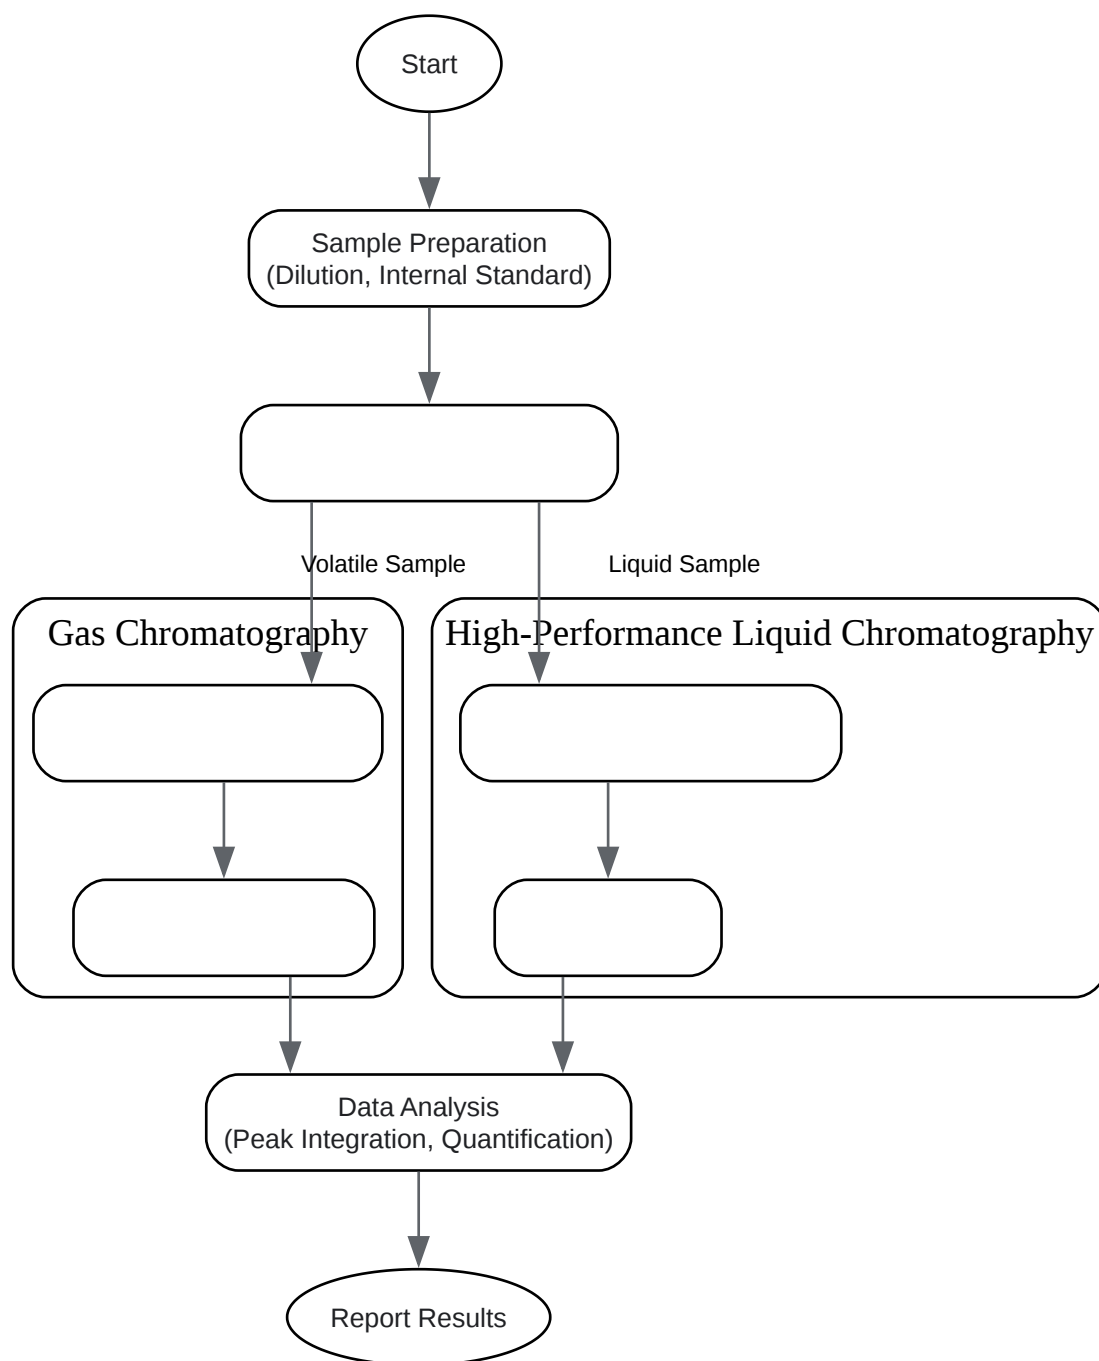 Start
Sample Preparation
(Dilution, Internal Standard)
Volatile Sample
Liquid Sample
Gas Chromatography
High-Performance Liquid Chromatography
Data Analysis
(Peak Integration, Quantification)
Report Results